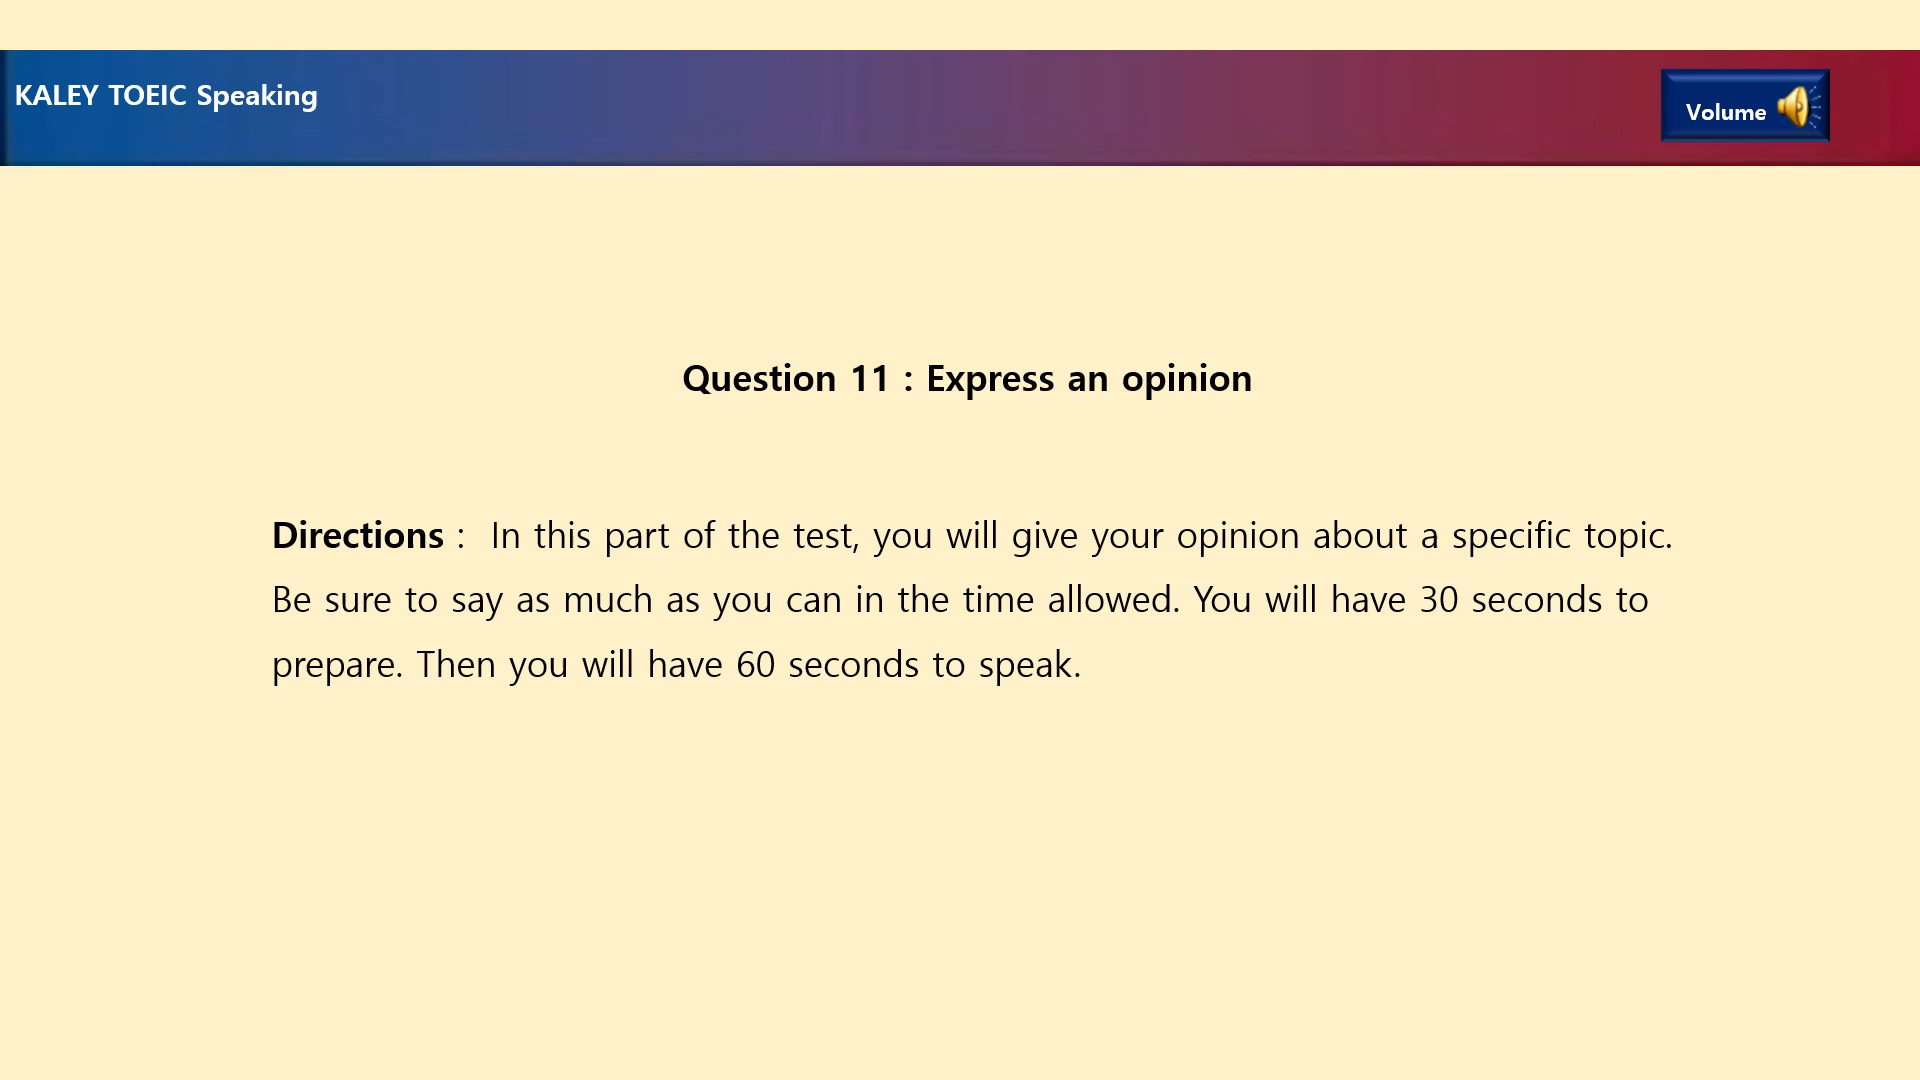 KALEY TOEIC Speaking
Volume
Question 11 : Express an opinion
Directions :  In this part of the test, you will give your opinion about a specific topic.
Be sure to say as much as you can in the time allowed. You will have 30 seconds to
prepare. Then you will have 60 seconds to speak.